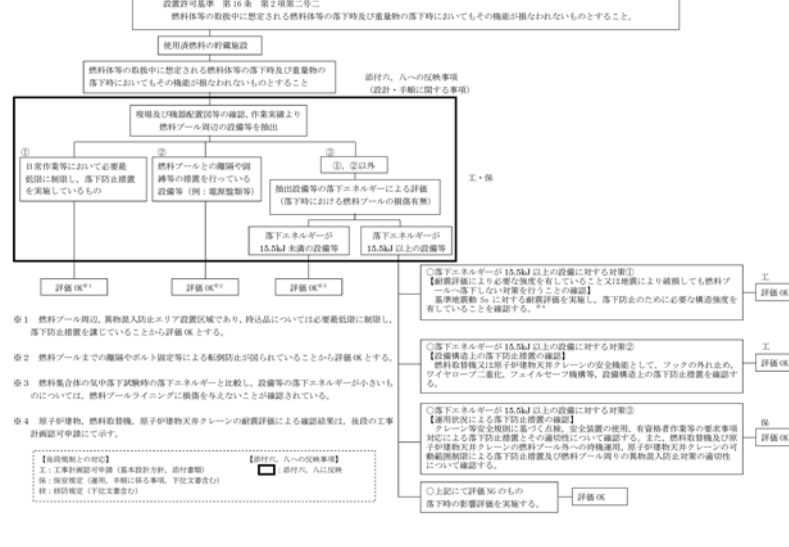 設置許可基準　第16条　第2項第二号ニ
燃料体等の取扱中に想定される燃料体等の落下時及び重量物の落下時においてもその機能が損なわれないものとすること。
使用済燃料の貯蔵施設
燃料体等の取扱中に想定される燃料体等の落下時及び重量物の
落下時においてもその機能が損なわれないものとすること
添付六、八への反映事項
（設計・手順に関する事項）
現場及び機器配置図等の確認、作業実績より
燃料プール周辺の設備等を抽出
①
日常作業等において必要最
低限に制限し、落下防止措置
を実施しているもの
②
燃料プールとの離隔や固
縛等の措置を行っている
設備等（例：電源盤類等）
③
①、②以外
抽出設備等の落下エネルギーによる評価
（落下時における燃料プールの損傷有無）
工・保
落下エネルギーが
15.5kJ 未満の設備等
落下エネルギーが
15.5kJ 以上の設備等
評価 OK※1
評価 OK※2
評価 OK※3
○落下エネルギーが 15.5kJ 以上の設備に対する対策①
【耐震評価により必要な強度を有していること又は地震により破損しても燃料プ
ールへ落下しない対策を行うことの確認】
基準地震動 Ss に対する耐震評価を実施し、落下防止のために必要な構造強度を
有していることを確認する。※4
工
評価 OK
※1　燃料プール周辺、異物混入防止エリア設置区域であり、持込品については必要最低限に制限し、
落下防止措置を講じていることから評価 OK とする。
※2　燃料プールまでの離隔やボルト固定等による転倒防止が図られていることから評価 OK とする。
※3　燃料集合体の気中落下試験時の落下エネルギーと比較し、設備等の落下エネルギーが小さいも
のについては、燃料プールライニングに損傷を与えないことが確認されている。
※4　原子炉建物、燃料取替機、原子炉建物天井クレーンの耐震評価による確認結果は、後段の工事
計画認可申請にて示す。
○落下エネルギーが 15.5kJ 以上の設備に対する対策②
【設備構造上の落下防止措置の確認】
燃料取替機又は原子炉建物天井クレーンの安全機能として、フックの外れ止め、
ワイヤロープ二重化、フェイルセーフ機構等、設備構造上の落下防止措置を確認す
る。
工
評価 OK
○落下エネルギーが 15.5kJ 以上の設備に対する対策③
【運用状況による落下防止措置の確認】
クレーン等安全規則に基づく点検、安全装置の使用、有資格者作業等の要求事項
対応による落下防止措置とその適切性について確認する。また、燃料取替機及び原
子炉建物天井クレーンの燃料プール外への待機運用、原子炉建物天井クレーンの可
動範囲制限による落下防止措置及び燃料プール周りの異物混入防止対策の適切性
について確認する。
保
評価 OK
【後段規制との対応】
工：工事計画認可申請（基本設計方針、添付書類）
保：保安規定（運用、手順に係る事項、下位文書含む）
核：核防規定（下位文書含む）
【添付六、八への反映事項】
：添付六、八に反映
○上記にて評価 NG のもの
落下時の影響評価を実施する。
評価 OK